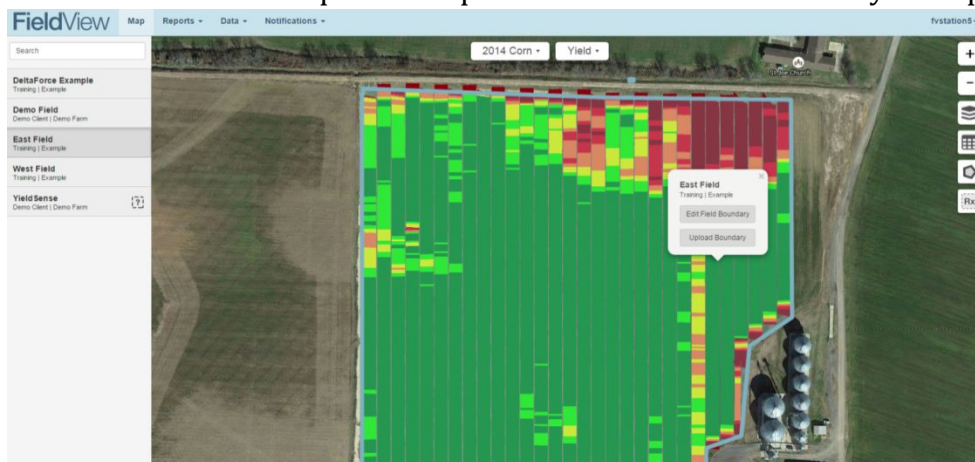 FieldView
Map
Reports
Data
Notifications
fvstation5
Search
2014 Corn
Yield
DeltaForce Example
Training | Example
Demo Field
Demo Client | Demo Farm
East Field
Training | Example
West Field
Training | Example
YieldSense
Demo Client | Demo Farm
?
East Field
Training | Example
Edit Field Boundary
Upload Boundary
Church
+
-
Rx